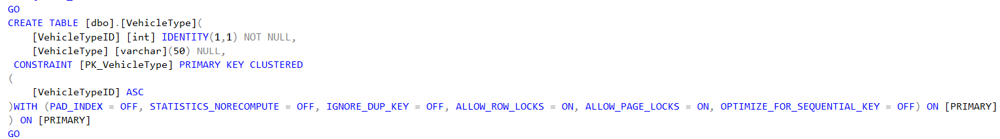 GO
CREATE TABLE [dbo].[VehicleType](
    [VehicleTypeID] [int] IDENTITY(1,1) NOT NULL,
    [VehicleType] [varchar](50) NULL,
 CONSTRAINT [PK_VehicleType] PRIMARY KEY CLUSTERED
(
    [VehicleTypeID] ASC
)WITH (PAD_INDEX = OFF, STATISTICS_NORECOMPUTE = OFF, IGNORE_DUP_KEY = OFF, ALLOW_ROW_LOCKS = ON, ALLOW_PAGE_LOCKS = ON, OPTIMIZE_FOR_SEQUENTIAL_KEY = OFF) ON [PRIMARY]
) ON [PRIMARY]
GO